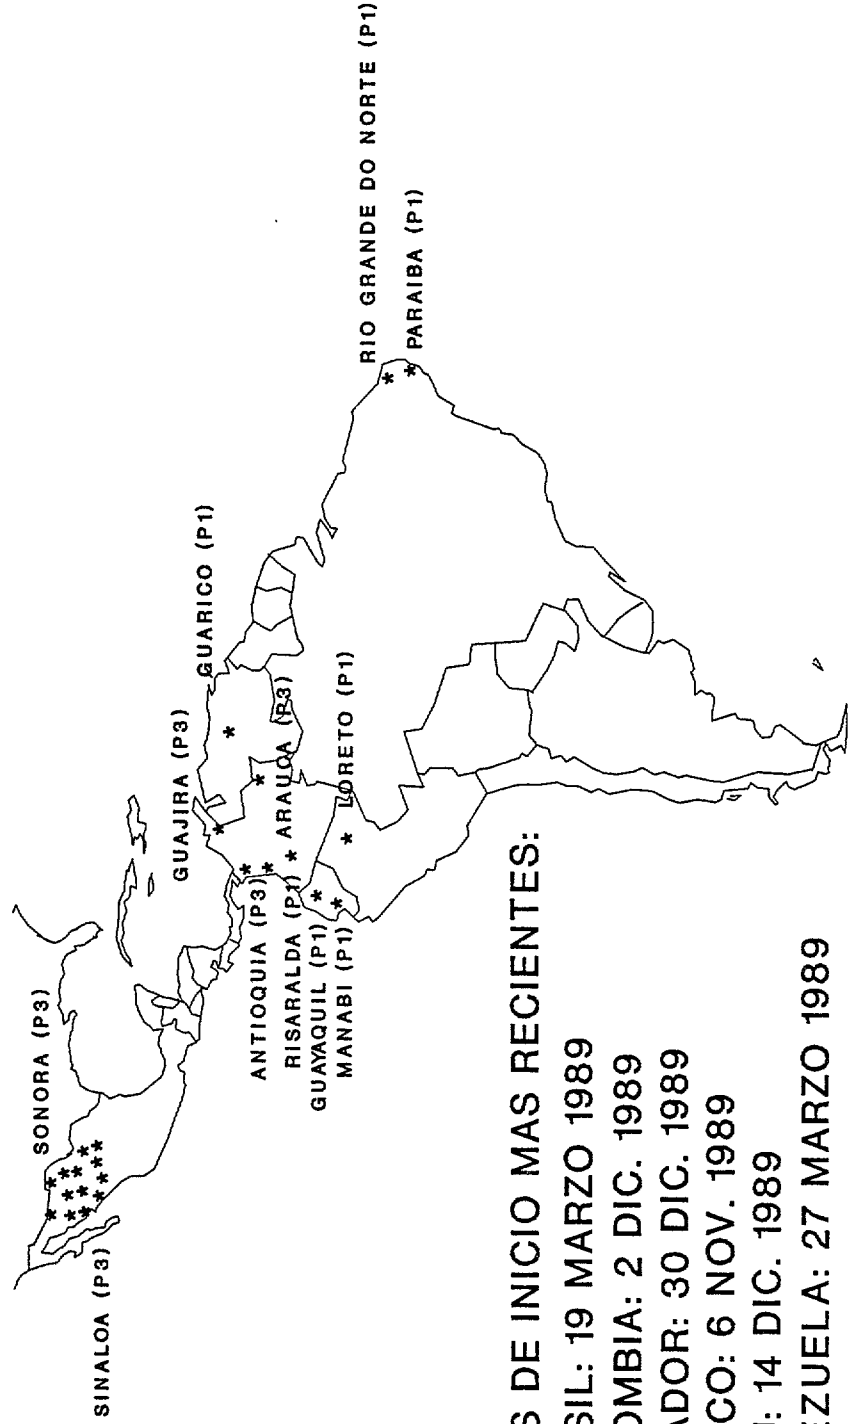 SONORA (P3)
SINALOA (P3)
GUAJIRA (P3)
GUARICO (P1)
ANTIOQUIA (P3)
ARAUCA (P3)
RISARALDA (P1)
GUAYAQUIL (P1)
MANABI (P1)
LORETO (P1)
RIO GRANDE DO NORTE (P1)
PARAIBA (P1)
S DE INICIO MAS RECIENTES:
SIL: 19 MARZO 1989
OMBIA: 2 DIC. 1989
ADOR: 30 DIC. 1989
CO: 6 NOV. 1989
: 14 DIC. 1989
EZUELA: 27 MARZO 1989